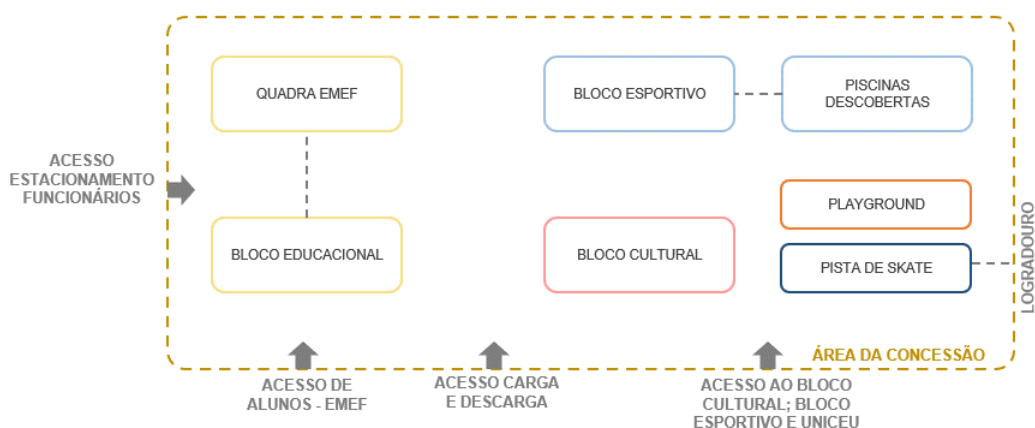 QUADRA EMEF
BLOCO ESPORTIVO
PISCINAS
DESCOBERTAS
ACESSO
ESTACIONAMENTO
FUNCIONÁRIOS
PLAYGROUND
BLOCO EDUCACIONAL
BLOCO CULTURAL
PISTA DE SKATE
LOGRADOURO
ÁREA DA CONCESSÃO
ACESSO DE
ALUNOS - EMEF
ACESSO CARGA
E DESCARGA
ACESSO AO BLOCO
CULTURAL; BLOCO
ESPORTIVO E UNICEU